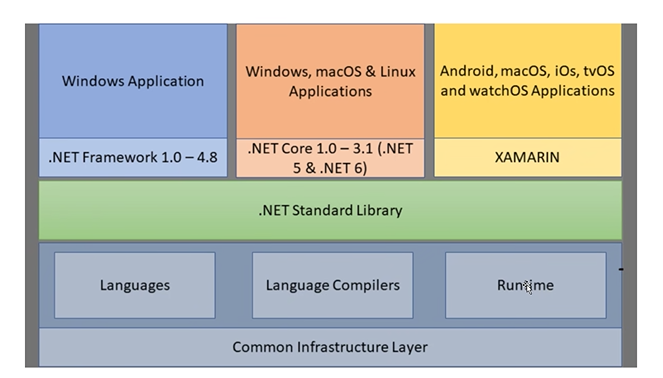 Windows Application
Windows, macOS & Linux
Applications
Android, macOS, iOs, tvOS
and watchOS Applications
.NET Framework 1.0 – 4.8
.NET Core 1.0 – 3.1 (.NET
5 & .NET 6)
XAMARIN
.NET Standard Library
Languages
Language Compilers
Runtime
Common Infrastructure Layer